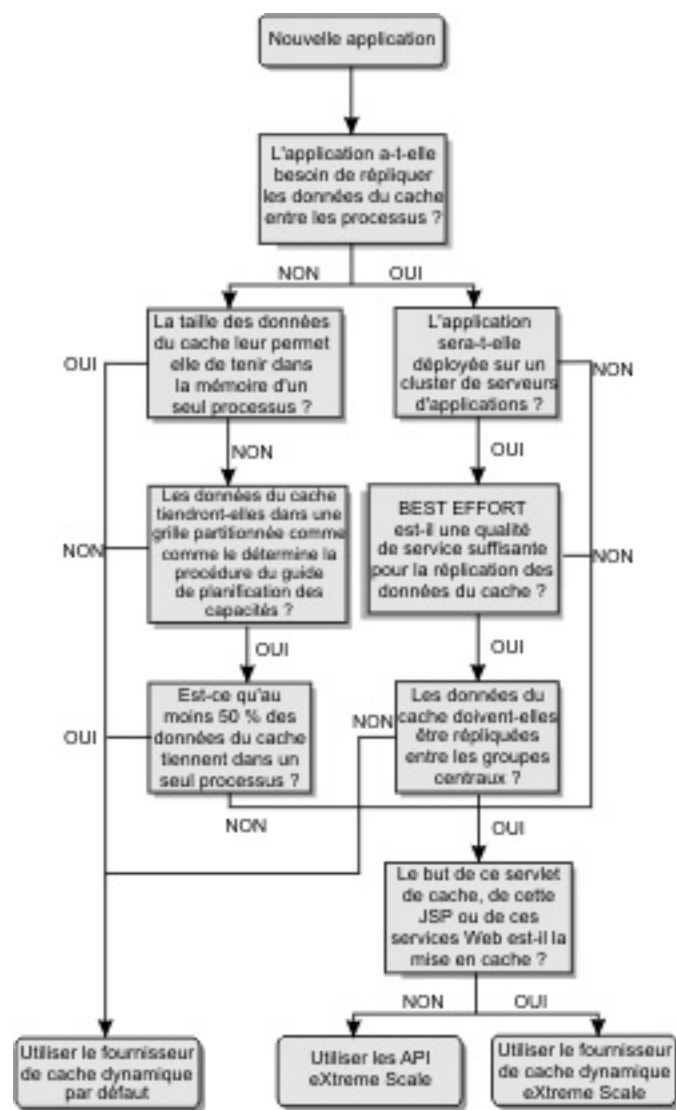 Nouvelle application
L'application a-t-elle
besoin de répliquer
les données du cache
entre les processus ?
NON
OUI
La taille des données
du cache leur permet
elle de tenir dans
la mémoire d'un
seul processus ?
L'application
sera-t-elle
déployée sur un
cluster de serveurs
d'applications ?
OUI
NON
NON
OUI
Les données du cache
tiendront-elles dans une
grille partitionnée comme
comme le détermine la
procédure du guide
de planification des
capacités ?
BEST EFFORT
est-il une qualité
de service suffisante
pour la réplication des
données du cache ?
NON
NON
OUI
OUI
Est-ce qu'au
moins 50 % des
données du cache
tiennent dans un
seul processus ?
Les données du
cache doivent-elles
être répliquées
entre les groupes
centraux ?
OUI
NON
NON
OUI
Le but de ce servlet
de cache, de cette
JSP ou de ces
services Web est-il la
mise en cache ?
NON
OUI
Utiliser le fournisseur
de cache dynamique
par défaut
Utiliser les API
eXtreme Scale
Utiliser le fournisseur
de cache dynamique
eXtreme Scale